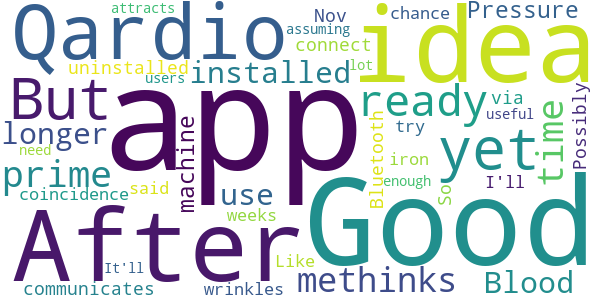 Qardio attracts Nov chance Pressure
assuming
idea
uninstalled installed connect
users lot
But app ready via
longer machine Bluetooth useful
time Possibly
try yet
prime need iron enough
coincidence said use I'll
After So
weeks Good
It'll Like
communicates wrinkles methinks Blood